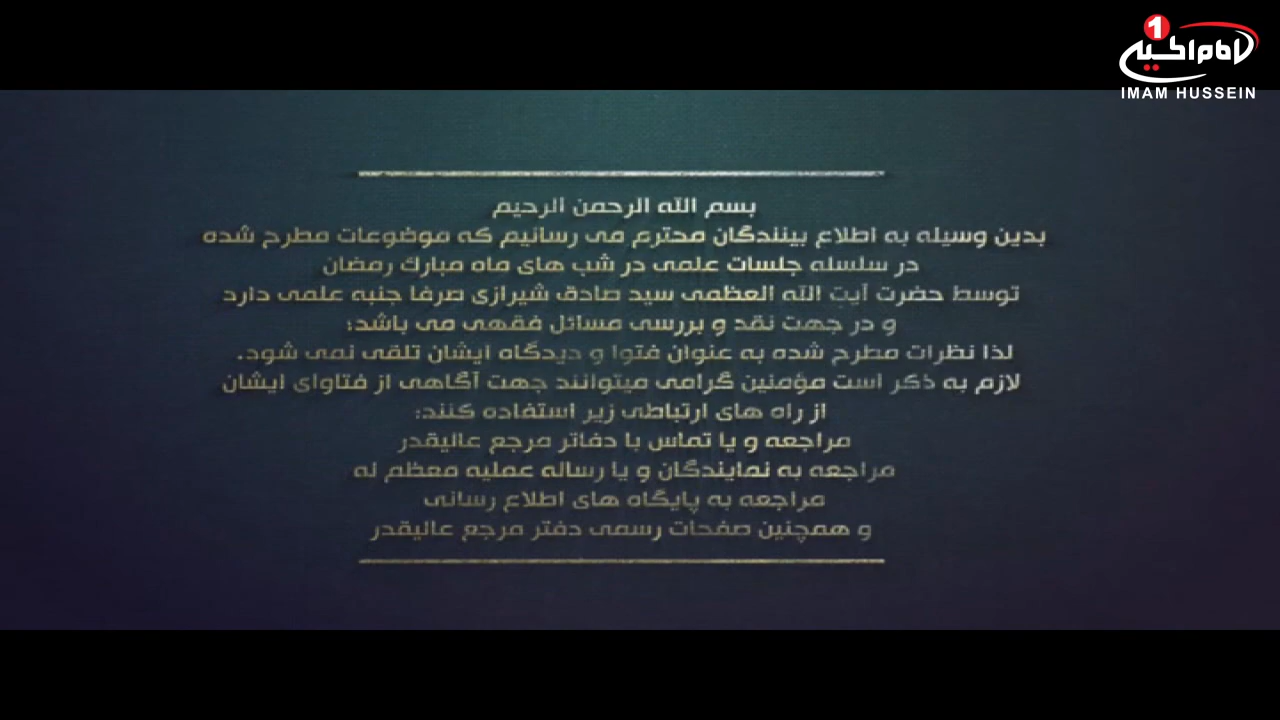 1
امام الحسین
IMAM HUSSEIN
بسم الله الرحمن الرحیم
بدین وسیله به اطلاع بینندگان محترم می رسانیم که موضوعات مطرح شده
در سلسله جلسات علمی در شب های ماه مبارک رمضان
توسط حضرت آیت الله العظمی سید صادق شیرازی صرفا جنبه علمی دارد
و در جهت نقد و بررسی مسائل فقهی می باشد؛
لذا نظرات مطرح شده به عنوان فتوا و دیدگاه ایشان تلقی نمی شود.
لازم به ذکر است مؤمنین گرامی میتوانند جهت آگاهی از فتاوای ایشان
از راه های ارتباطی زیر استفاده کنند:
مراجعه و یا تماس با دفاتر مرجع عالیقدر
مراجعه به نمایندگان و یا رساله عملیه معظم له
مراجعه به پایگاه های اطلاع رسانی
و همچنین صفحات رسمی دفتر مرجع عالیقدر